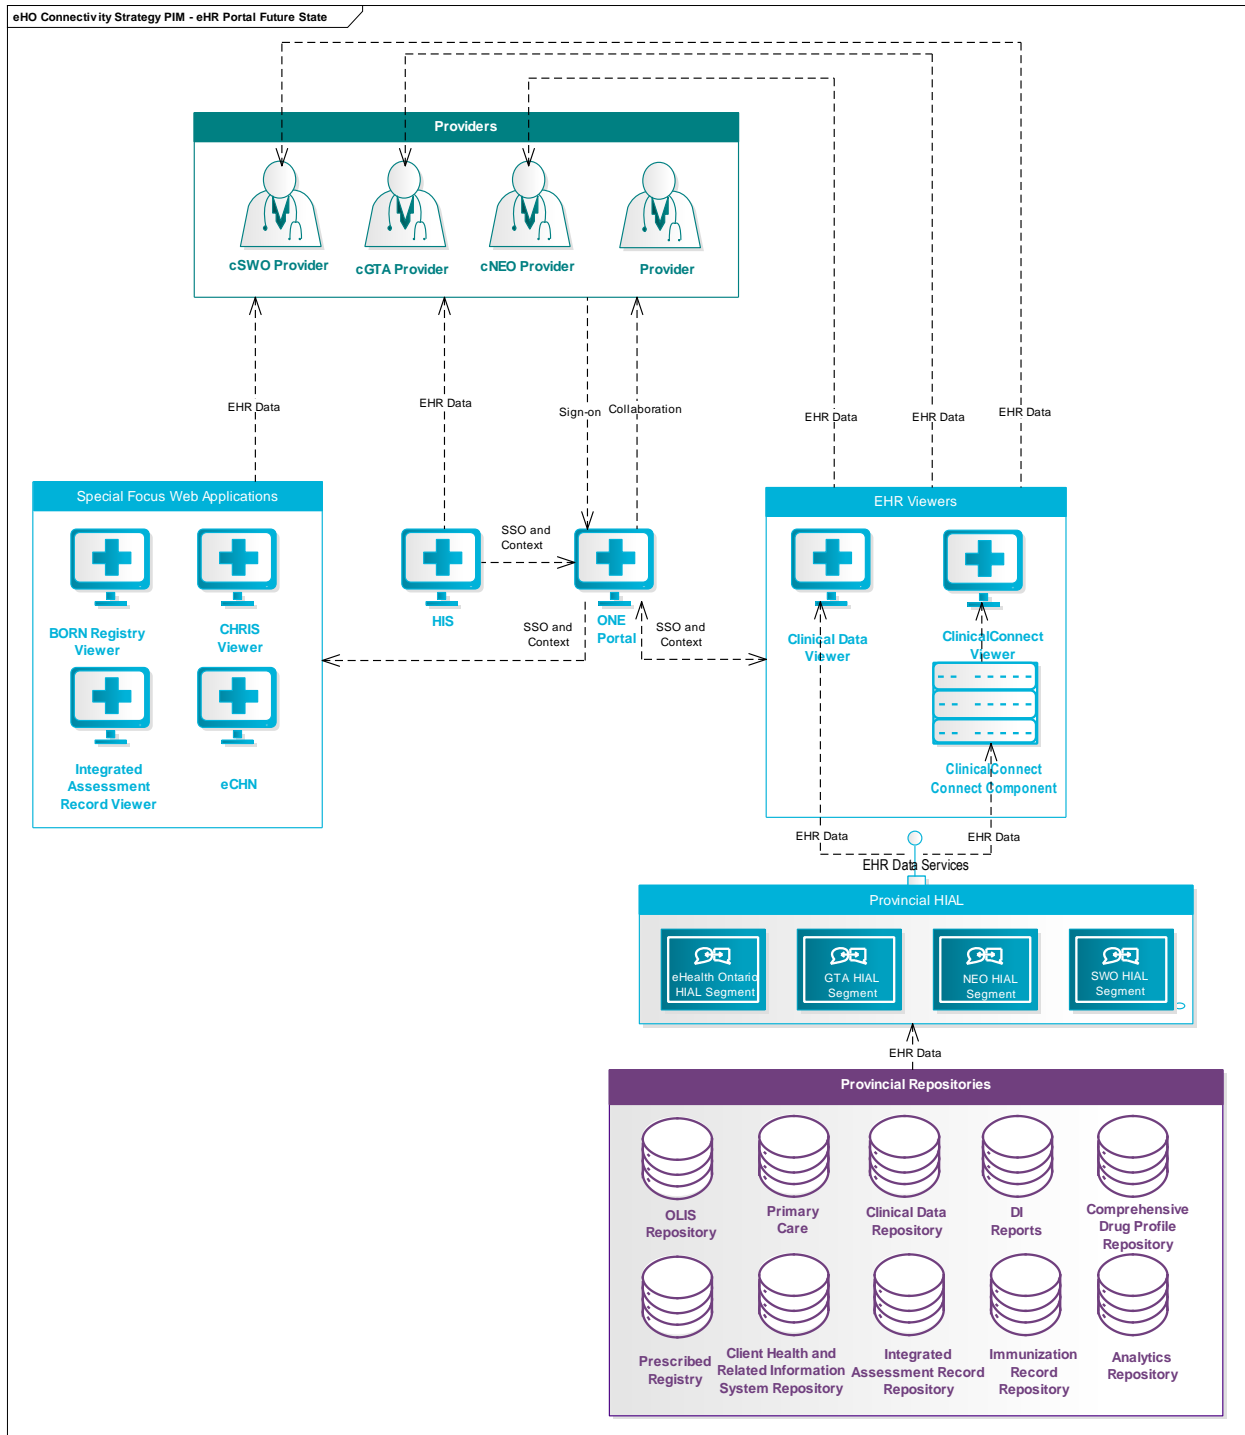 eHO Connectivity Strategy PIM - eHR Portal Future State
Providers
cSWO Provider
cGTA Provider
cNEO Provider
Provider
EHR Data
EHR Data
Sign-on
Collaboration
EHR Data
EHR Data
EHR Data
Special Focus Web Applications
BORN Registry
Viewer
CHRIS
Viewer
Integrated
Assessment
Record Viewer
eCHN
HIS
SSO and
Context
ONE
Portal
SSO and
Context
SSO and
Context
EHR Viewers
Clinical Data
Viewer
ClinicalConnect
Viewer
ClinicalConnect
Connect Component
EHR Data
EHR Data
EHR Data Services
Provincial HIAL
eHealth Ontario
HIAL Segment
GTA HIAL
Segment
NEO HIAL
Segment
SWO HIAL
Segment
EHR Data
Provincial Repositories
OLIS
Repository
Primary
Care
Clinical Data
Repository
DI
Reports
Comprehensive
Drug Profile
Repository
Prescribed
Registry
Client Health and
Related Information
System Repository
Integrated
Assessment Record
Repository
Immunization
Record
Repository
Analytics
Repository